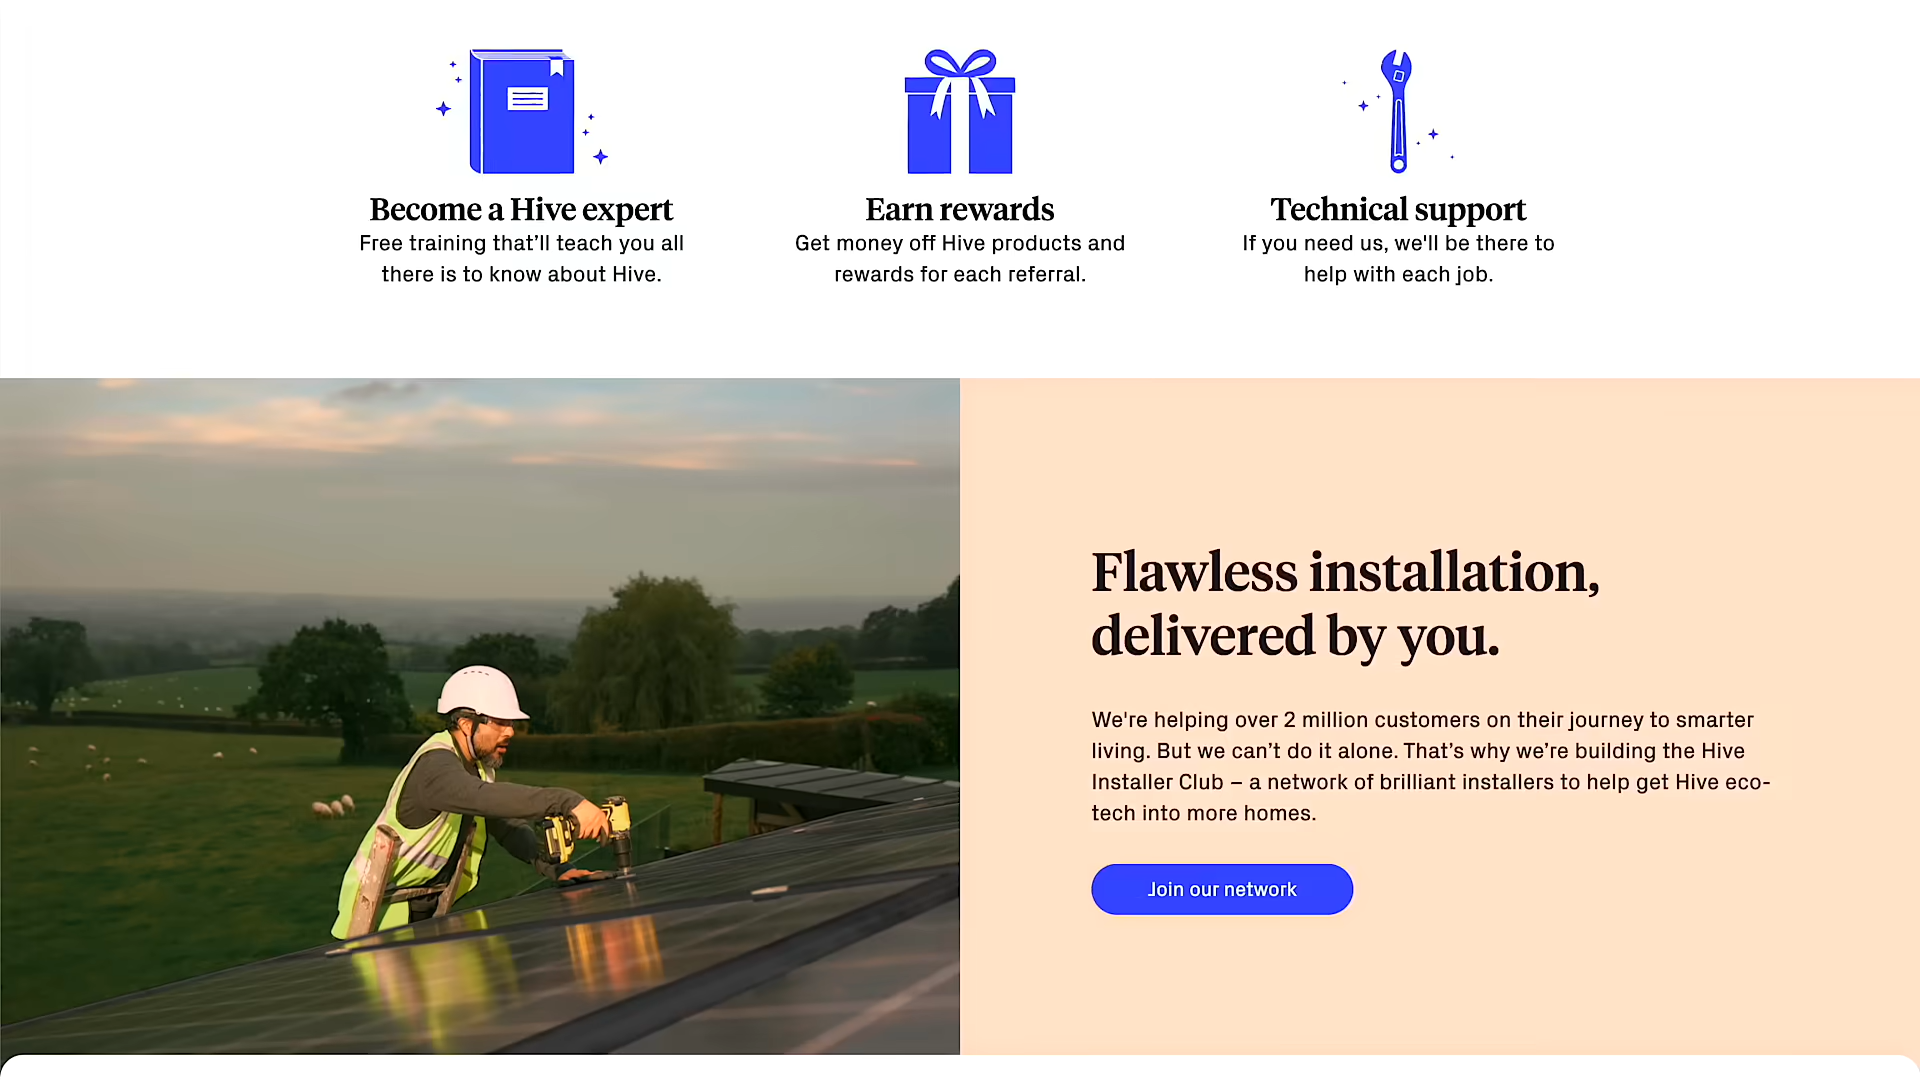 Become a Hive expert
Free training that’ll teach you all
there is to know about Hive.
Earn rewards
Get money off Hive products and
rewards for each referral.
Technical support
If you need us, we'll be there to
help with each job.
Flawless installation,
delivered by you.
We're helping over 2 million customers on their journey to smarter
living. But we can’t do it alone. That’s why we’re building the Hive
Installer Club – a network of brilliant installers to help get Hive eco-
tech into more homes.
Join our network